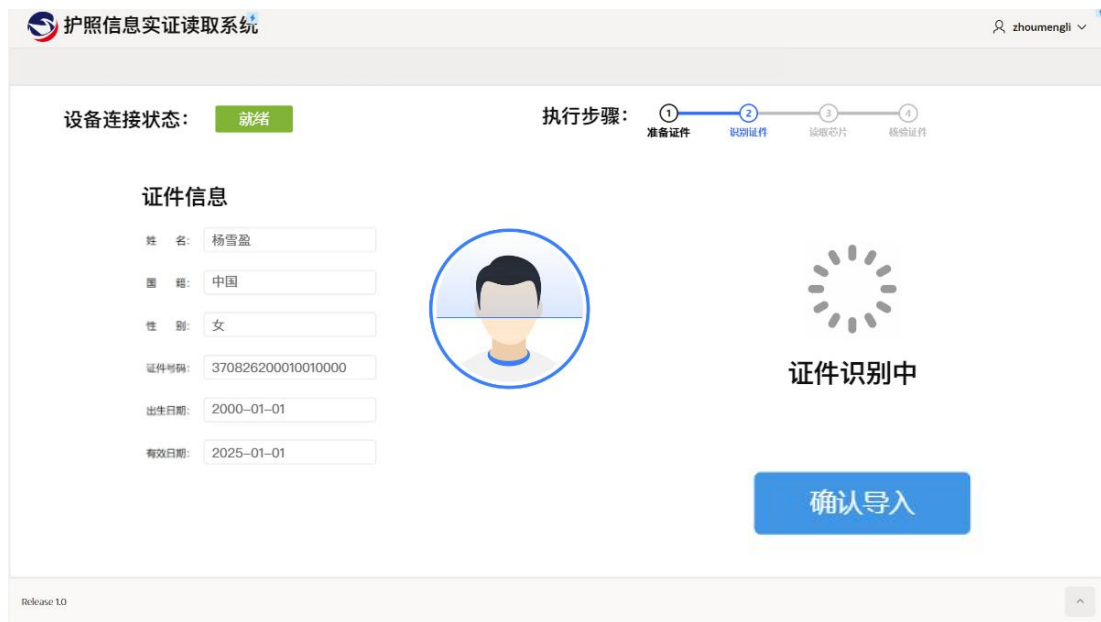 护照信息实证读取系统
zhoumengli
设备连接状态： 就绪
执行步骤： 1 2 3 4
准备证件 识别证件 读取芯片 核验证件
证件信息
姓 名: 杨雪盈
国 籍: 中国
性 别: 女
证件号码: 370826200010010000
出生日期: 2000-01-01
有效日期: 2025-01-01
证件识别中
确认导入
Release 1.0